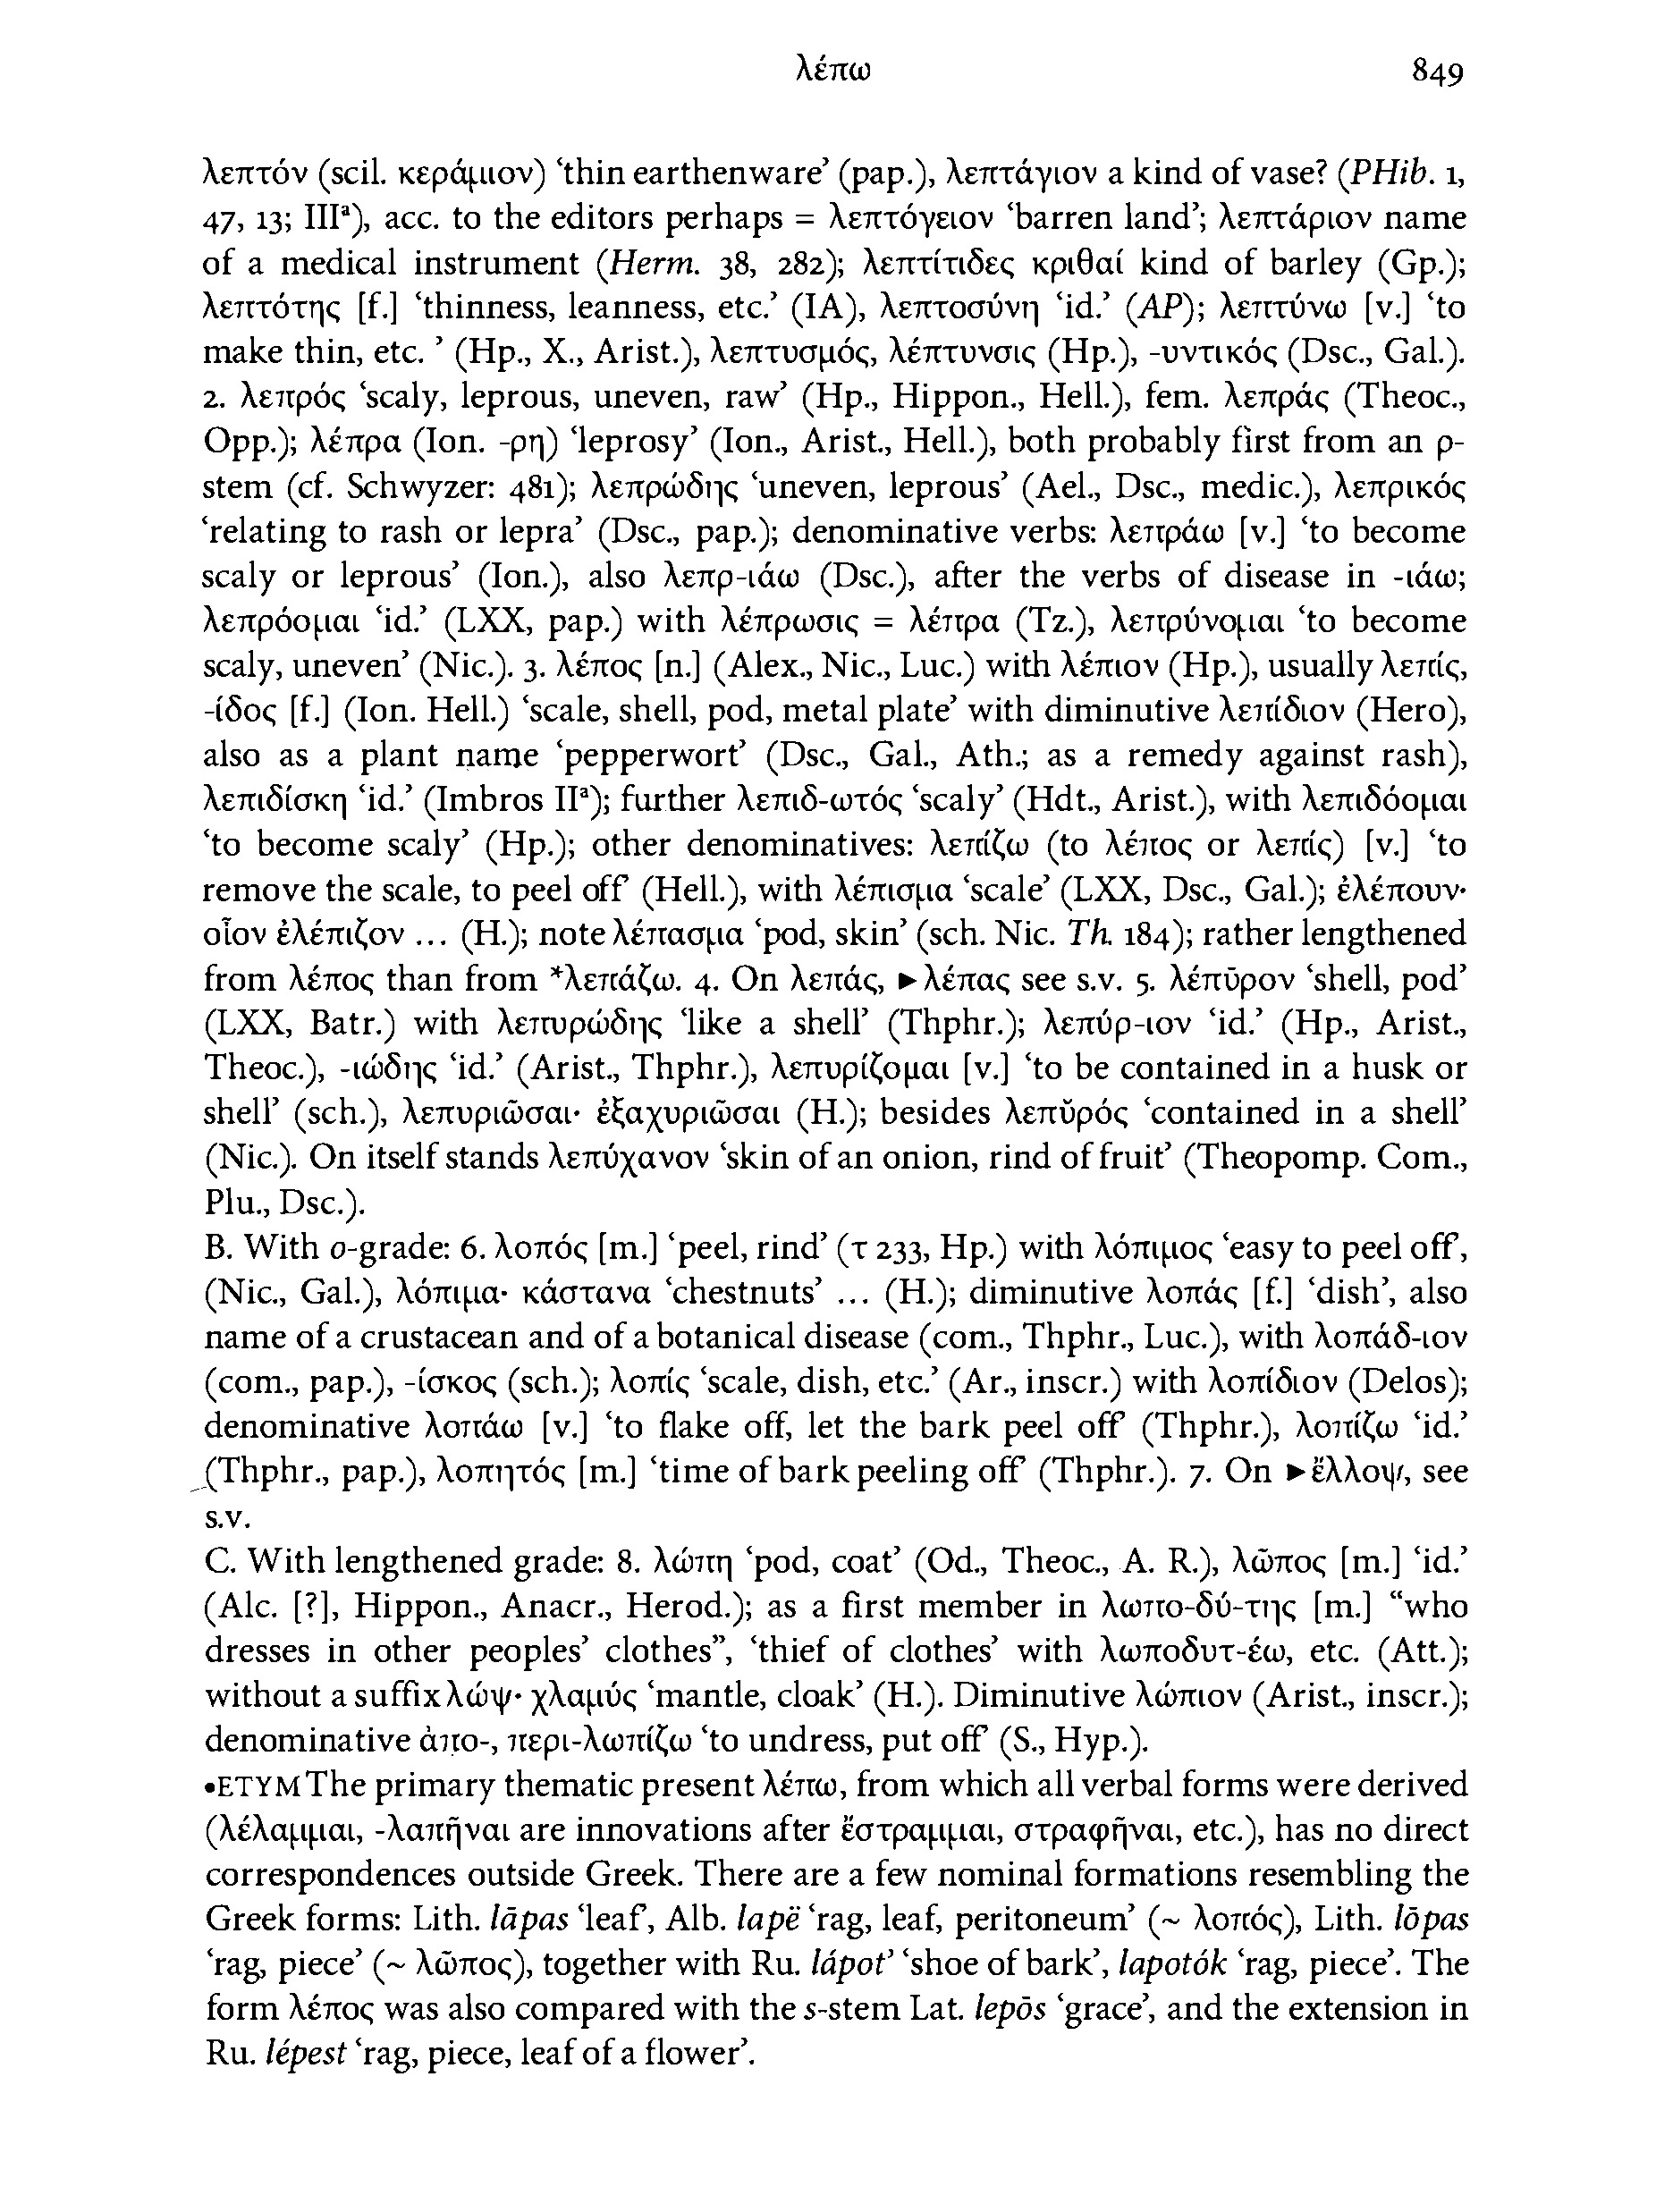 λέπω 849
λεπτόν (scil. κεράμιον) ‘thin earthenware’ (pap.), λεπτάγιον a kind of vase? (PHib. 1,
47, 13; IIIª), acc. to the editors perhaps = λεπτόγειον ‘barren land’; λεπτάριον name
of a medical instrument (Herm. 38, 282); λεπτίτιδες κριθαί kind of barley (Gp.);
λεπτότης [f.] ‘thinness, leanness, etc.’ (IA), λεπτοσύνη ‘id.’ (AP); λεπτύνω [v.] ‘to
make thin, etc. ’ (Hp., X., Arist.), λεπτυσμός, λέπτυνσις (Hp.), -υντικός (Dsc., Gal.).
2. λεπρός ‘scaly, leprous, uneven, raw’ (Hp., Hippon., Hell.), fem. λεπράς (Theoc.,
Opp.); λέπρα (Ion. -ρη) ‘leprosy’ (Ion., Arist., Hell.), both probably first from an ρ-
stem (cf. Schwyzer: 481); λεπρώδης ‘uneven, leprous’ (Ael., Dsc., medic.), λεπρικός
‘relating to rash or lepra’ (Dsc., pap.); denominative verbs: λεπράω [v.] ‘to become
scaly or leprous’ (Ion.), also λεπρ-ιάω (Dsc.), after the verbs of disease in -ιάω;
λεπρόομαι ‘id.’ (LXX, pap.) with λέπρωσις = λέπρα (Tz.), λεπρύνομαι ‘to become
scaly, uneven’ (Nic.). 3. λέπος [n.] (Alex., Nic., Luc.) with λέπιον (Hp.), usually λεπίς,
-ίδος [f.] (Ion. Hell.) ‘scale, shell, pod, metal plate’ with diminutive λεπίδιον (Hero),
also as a plant name ‘pepperwort’ (Dsc., Gal., Ath.; as a remedy against rash),
λεπιδίσκη ‘id.’ (Imbros IIª); further λεπιδ-ωτός ‘scaly’ (Hdt., Arist.), with λεπιδόομαι
‘to become scaly’ (Hp.); other denominatives: λεπίζω (to λέπος or λεπίς) [v.] ‘to
remove the scale, to peel off’ (Hell.), with λέπισμα ‘scale’ (LXX, Dsc., Gal.); ἐλέπουν·
οἷον ἐλέπιζον ... (H.); note λέπασμα ‘pod, skin’ (sch. Nic. Th. 184); rather lengthened
from λέπος than from *λεπάζω. 4. On λεπάς, ►λέπας see s.v. 5. λέπῡρον ‘shell, pod’
(LXX, Batr.) with λεπυρώδης ‘like a shell’ (Thphr.); λεπύρ-ιον ‘id.’ (Hp., Arist.,
Theoc.), -ιώδης ‘id.’ (Arist., Thphr.), λεπυρίζομαι [v.] ‘to be contained in a husk or
shell’ (sch.), λεπυριῶσαι· ἐξαχυριῶσαι (H.); besides λεπῠρός ‘contained in a shell’
(Nic.). On itself stands λεπύχανον ‘skin of an onion, rind of fruit’ (Theopomp. Com.,
Plu., Dsc.).
B. With o-grade: 6. λοπός [m.] ‘peel, rind’ (τ 233, Hp.) with λόπιμος ‘easy to peel off’,
(Nic., Gal.), λόπιμα· κάστανα ‘chestnuts’ ... (H.); diminutive λοπάς [f.] ‘dish’, also
name of a crustacean and of a botanical disease (com., Thphr., Luc.), with λοπάδ-ιον
(com., pap.), -ίσκος (sch.); λοπίς ‘scale, dish, etc.’ (Ar., inscr.) with λοπίδιον (Delos);
denominative λοπάω [v.] ‘to flake off, let the bark peel off’ (Thphr.), λοπίζω ‘id.’
(Thphr., pap.), λοπητός [m.] ‘time of bark peeling off’ (Thphr.). 7. On ►ἔλλοψ, see
s.v.
C. With lengthened grade: 8. λώπη ‘pod, coat’ (Od., Theoc., A. R.), λῶπος [m.] ‘id.’
(Alc. [?], Hippon., Anacr., Herod.); as a first member in λωπο-δύ-της [m.] “who
dresses in other peoples’ clothes”, ‘thief of clothes’ with λωποδυτ-έω, etc. (Att.);
without a suffix λώψ· χλαμύς ‘mantle, cloak’ (H.). Diminutive λώπιον (Arist., inscr.);
denominative ἀπο-, περι-λωπίζω ‘to undress, put off’ (S., Hyp.).
•ETYM The primary thematic present λέπω, from which all verbal forms were derived
(λέλαμμαι, -λαπῆναι are innovations after ἔστραμμαι, στραφῆναι, etc.), has no direct
correspondences outside Greek. There are a few nominal formations resembling the
Greek forms: Lith. lãpas ‘leaf’, Alb. lapë ‘rag, leaf, peritoneum’ (~ λοπός), Lith. lõpas
‘rag, piece’ (~ λῶπος), together with Ru. lápot’ ‘shoe of bark’, lapotók ‘rag, piece’. The
form λέπος was also compared with the s-stem Lat. lepōs ‘grace’, and the extension in
Ru. lépest ‘rag, piece, leaf of a flower’.